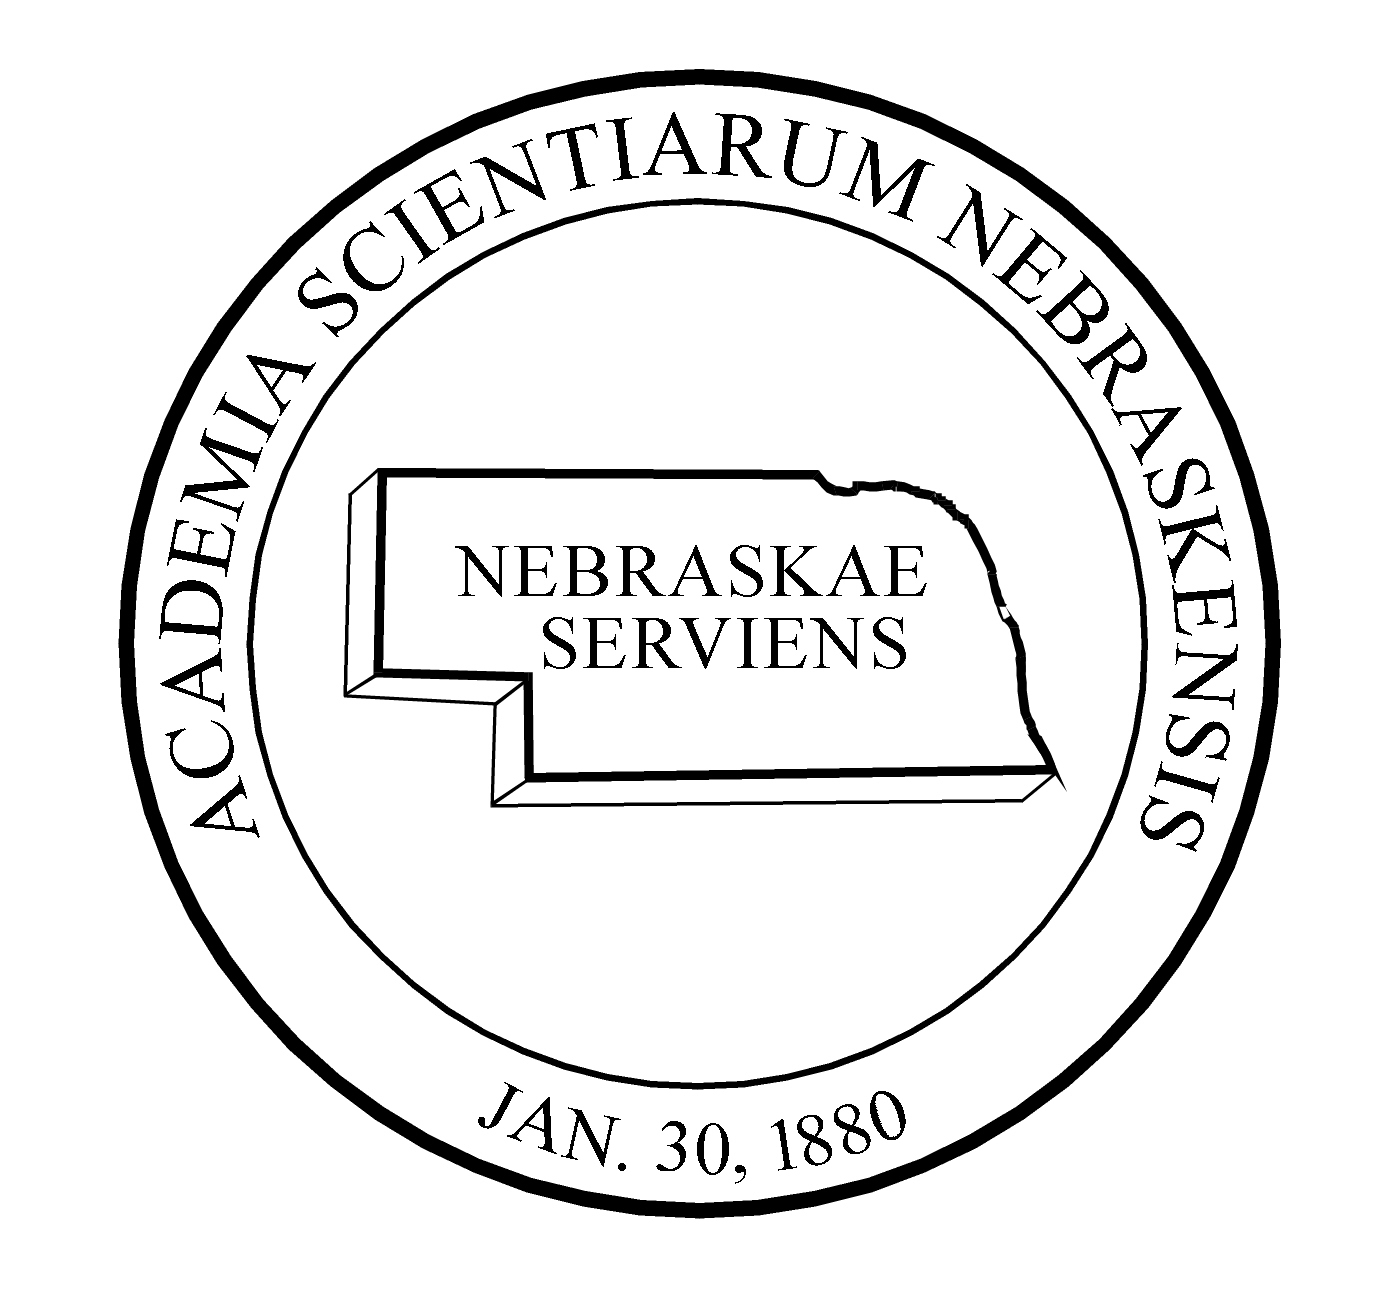 ACADEMIA SCIENTIARUM NEBRASKENSIS
NEBRASKAE
SERVIENS
JAN. 30, 1880